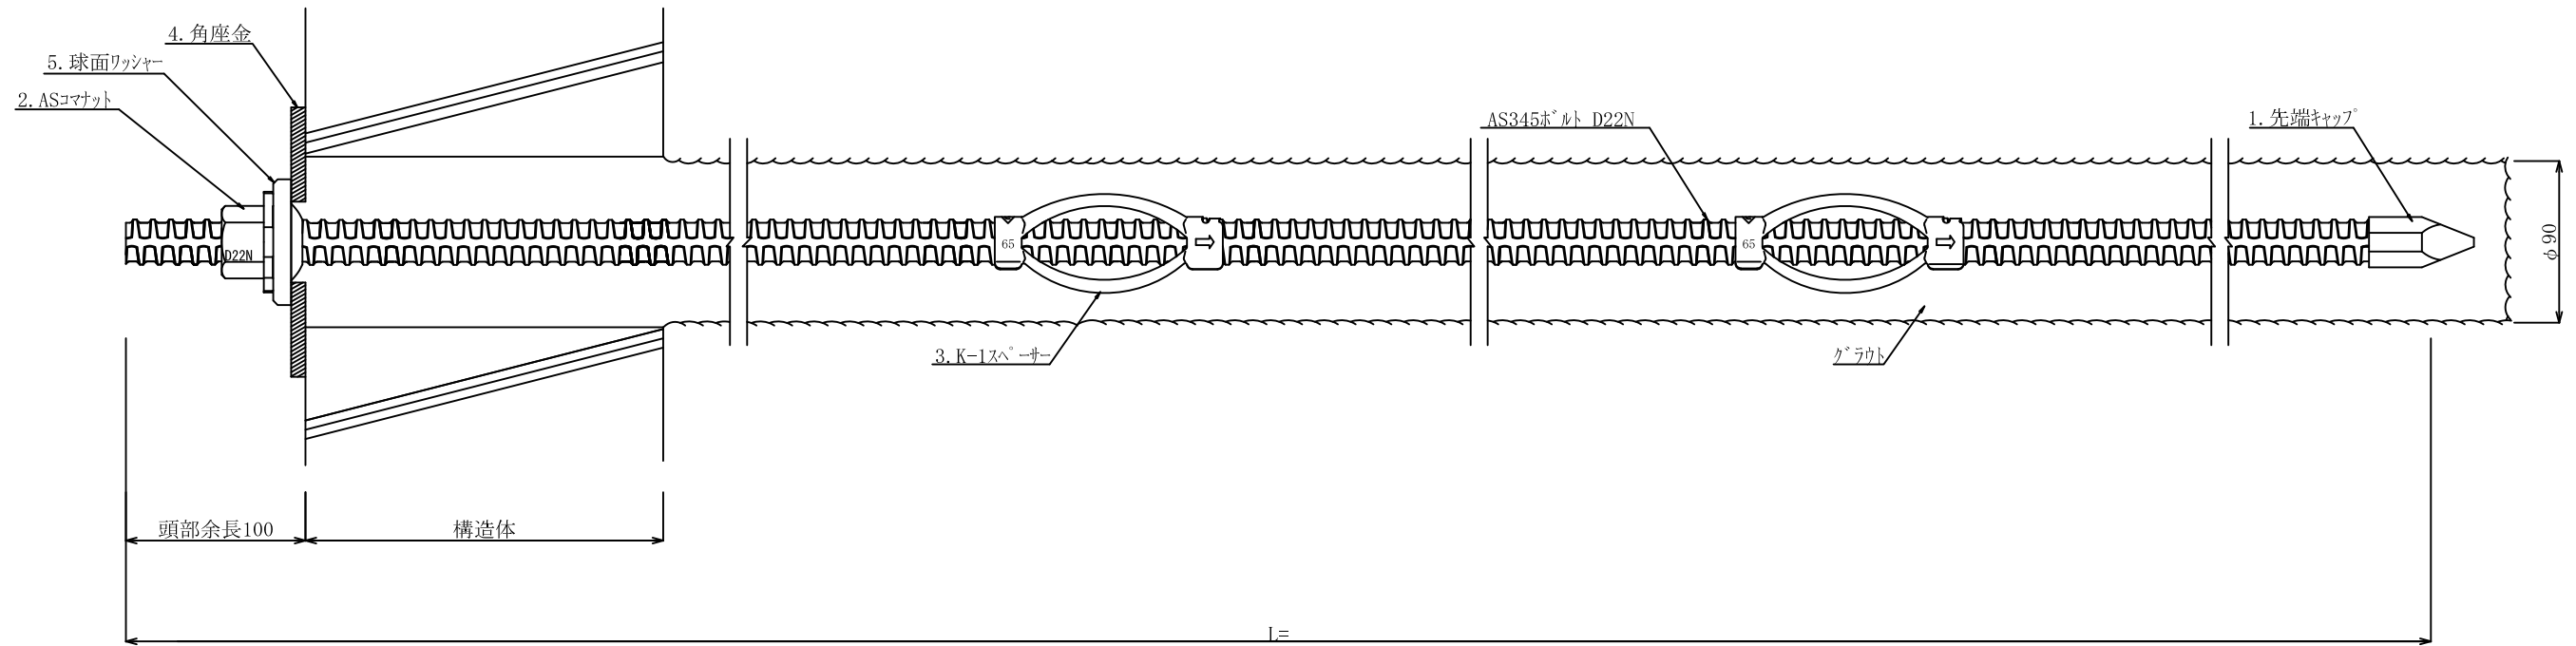 4.角座金
5.球面ﾜｯｼｬｰ
2.ASｺﾏﾅｯﾄ
AS345ﾎﾞﾙﾄ D22N
1.先端ｷｬｯﾌﾟ
D22N
65
65
φ90
3.K-1ｽﾍﾟｰｻｰ
ｸﾞﾗｳﾄ
頭部余長100
構造体
L=